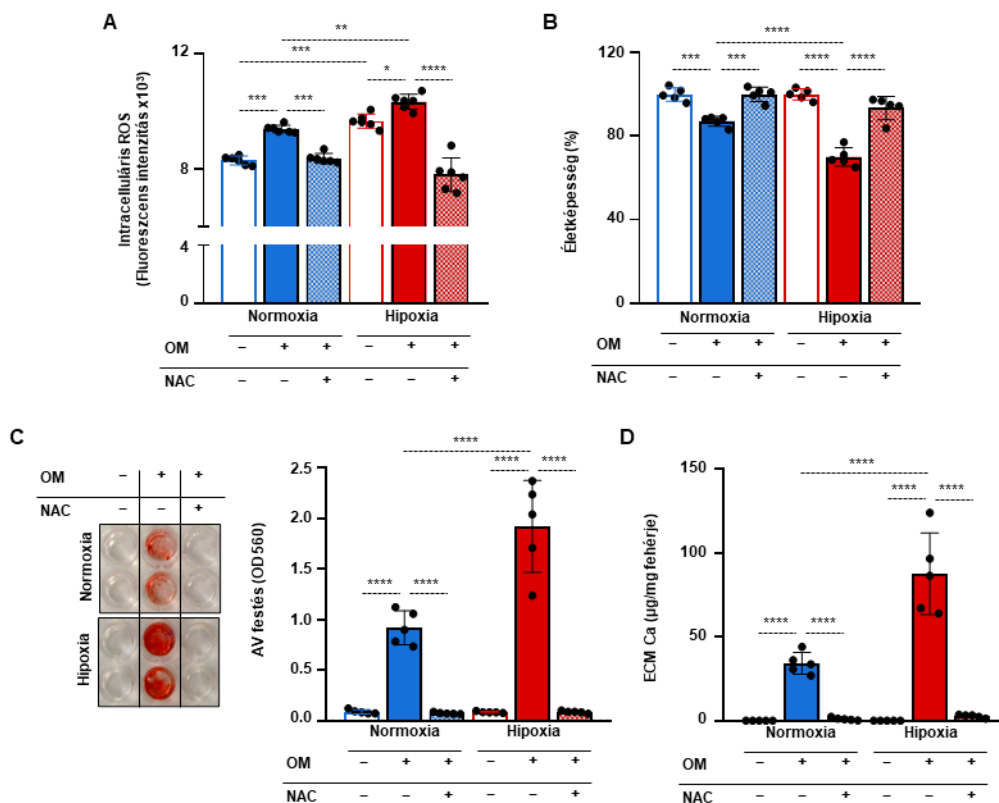 A
Intracelluláris ROS
(Fluoreszcens intenzitás x10³)
12
8
4
0
**
***
*** *** * ****
Normoxia Hipoxia
OM – + + – + +
NAC – – + – – +
B
Életképesség (%)
120
80
40
0
****
*** *** **** ****
Normoxia Hipoxia
OM – + + – + +
NAC – – + – – +
C
OM – + +
NAC – – +
Normoxia
Hipoxia
AV festés (OD 560)
2.5
2.0
1.5
1.0
0.5
0.0
****
**** ****
**** ****
Normoxia Hipoxia
OM – + + – + +
NAC – – + – – +
D
ECM Ca (µg/mg fehérje)
150
100
50
0
****
**** ****
**** ****
Normoxia Hipoxia
OM – + + – + +
NAC – – + – – +